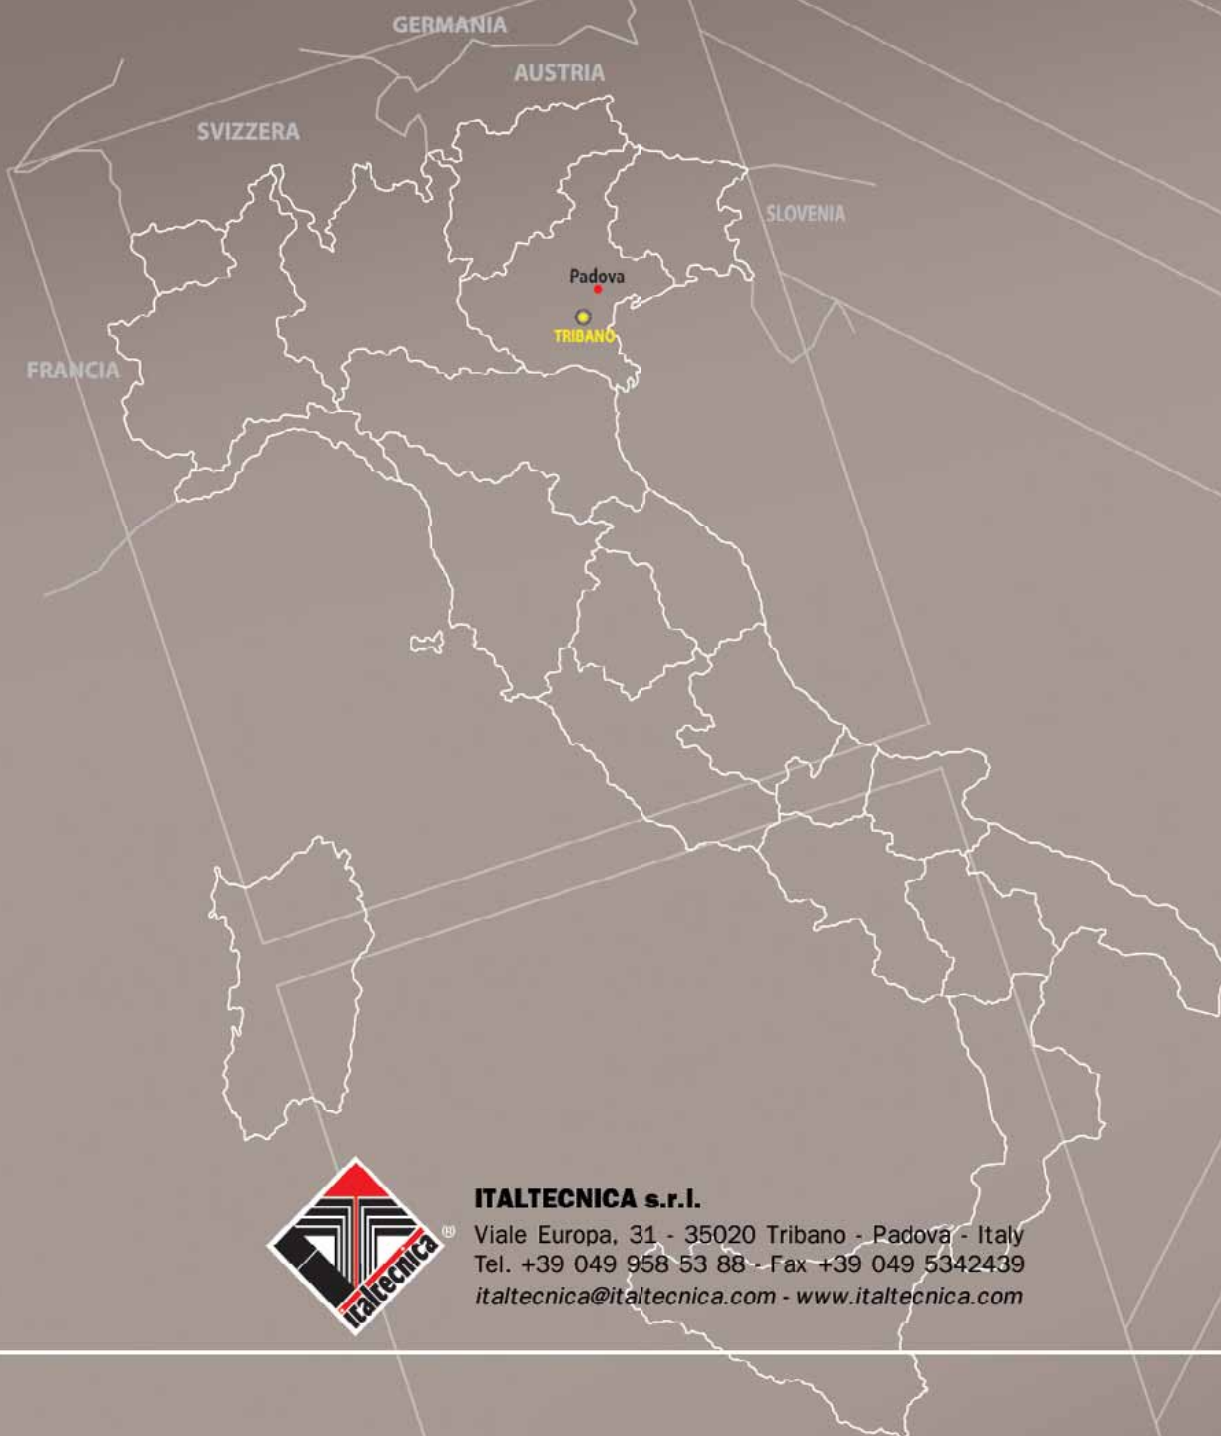 GERMANIA
AUSTRIA
SVIZZERA
SLOVENIA
Padova
TRIBANO
FRANCIA
italtecnica
®
ITALTECNICA s.r.l.
Viale Europa, 31 - 35020 Tribano - Padova - Italy
Tel. +39 049 958 53 88 - Fax +39 049 5342439
italtecnica@italtecnica.com - www.italtecnica.com